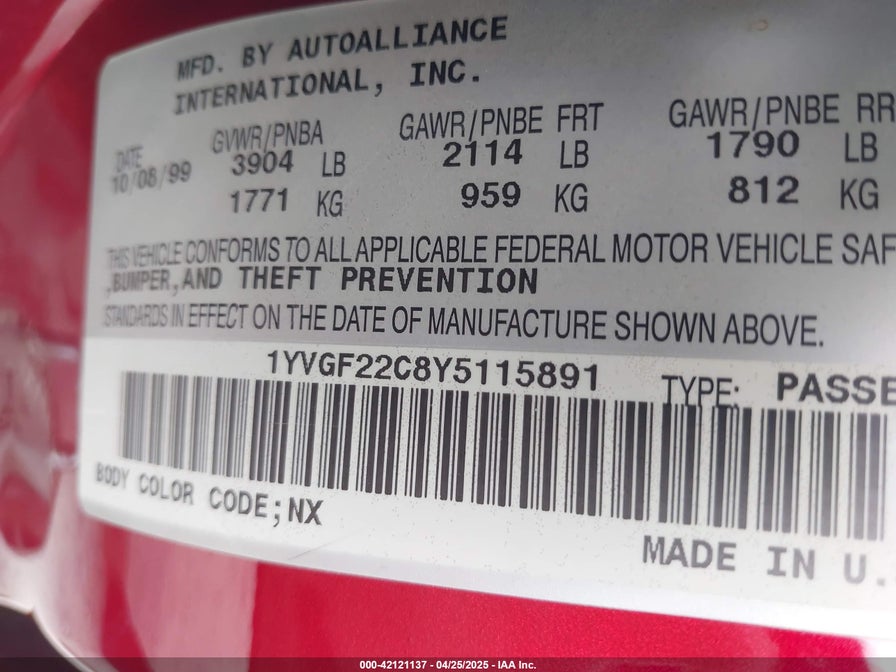 MFD. BY AUTOALLIANCE
INTERNATIONAL, INC.
DATE GVWR/PNBA GAWR/PNBE FRT GAWR/PNBE RR
10/08/99 3904 LB 2114 LB 1790 LB
1771 KG 959 KG 812 KG
THIS VEHICLE CONFORMS TO ALL APPLICABLE FEDERAL MOTOR VEHICLE SAF
,BUMPER,AND THEFT PREVENTION
STANDARDS IN EFFECT ON THE DATE OF MANUFACTURE SHOWN ABOVE.
1YVGF22C8Y5115891 TYPE: PASSE
BODY COLOR CODE;NX
MADE IN U.
000-42121137 - 04/25/2025 - IAA Inc.